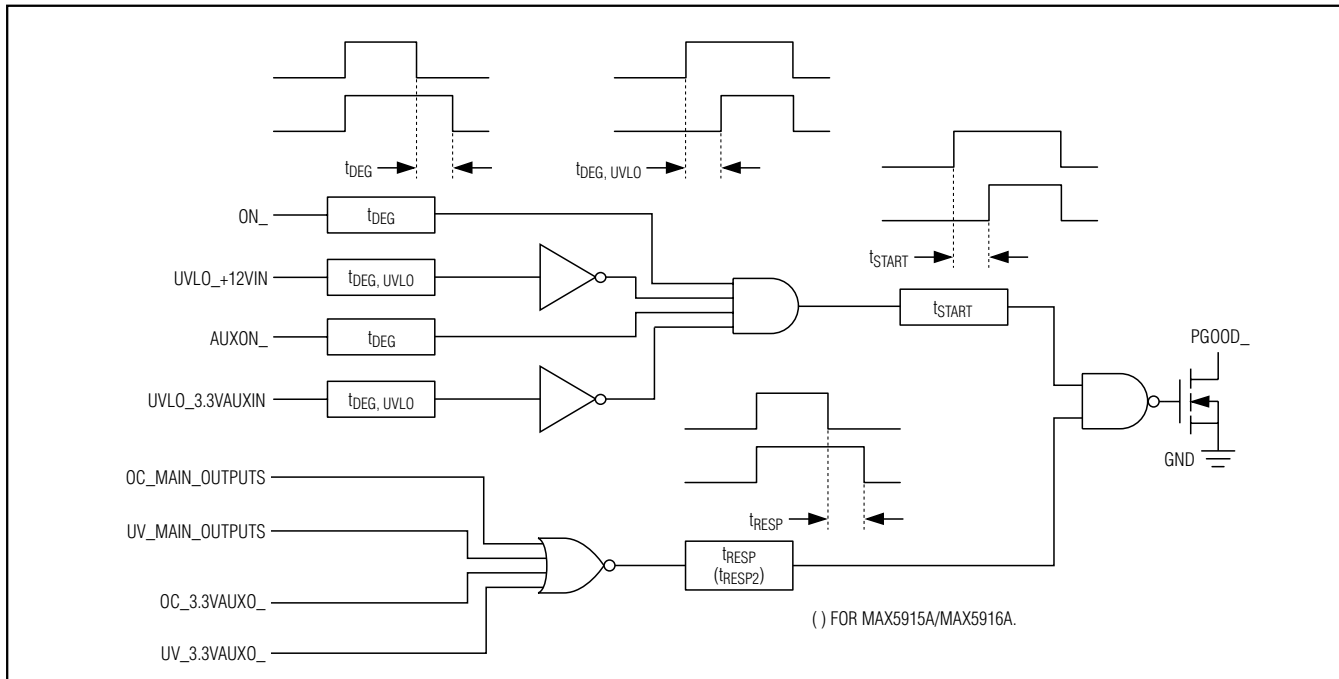 tDEG
tDEG, UVLO
tSTART
ON_
tDEG
UVLO_+12VIN
tDEG, UVLO
AUXON_
tDEG
UVLO_3.3VAUXIN
tDEG, UVLO
tSTART
PGOOD_
GND
OC_MAIN_OUTPUTS
UV_MAIN_OUTPUTS
OC_3.3VAUXO_
UV_3.3VAUXO_
tRESP
tRESP
(tRESP2)
( ) FOR MAX5915A/MAX5916A.